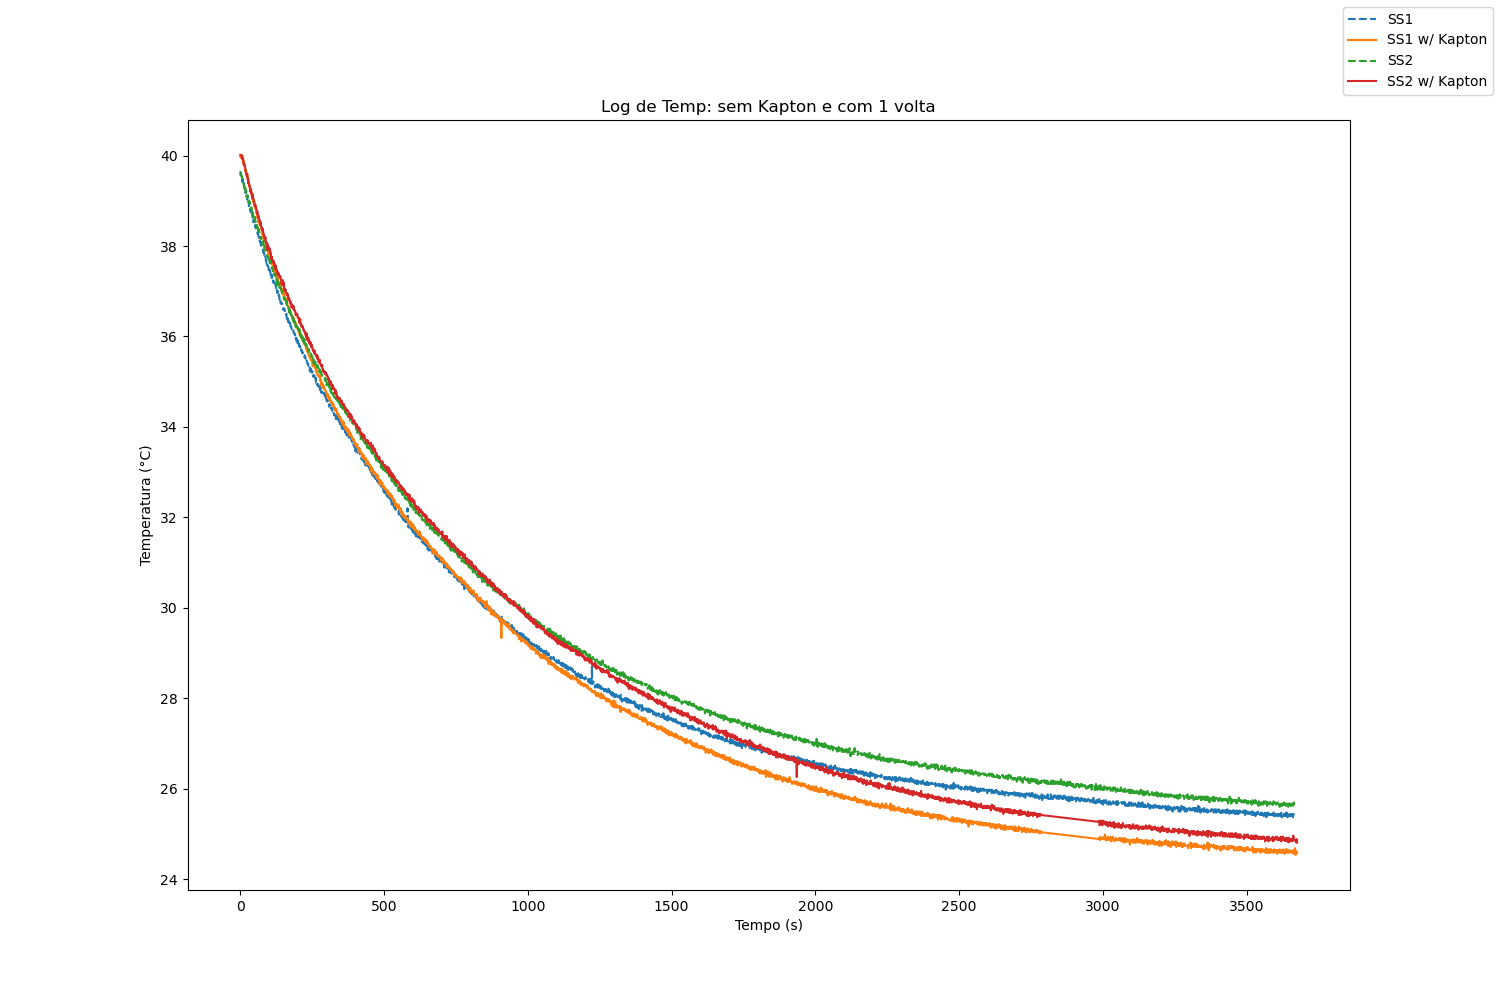 SS1
SS1 w/ Kapton
SS2
SS2 w/ Kapton
Log de Temp: sem Kapton e com 1 volta
40
38
36
34
32
30
28
26
24
Temperatura (°C)
0 500 1000 1500 2000 2500 3000 3500
Tempo (s)